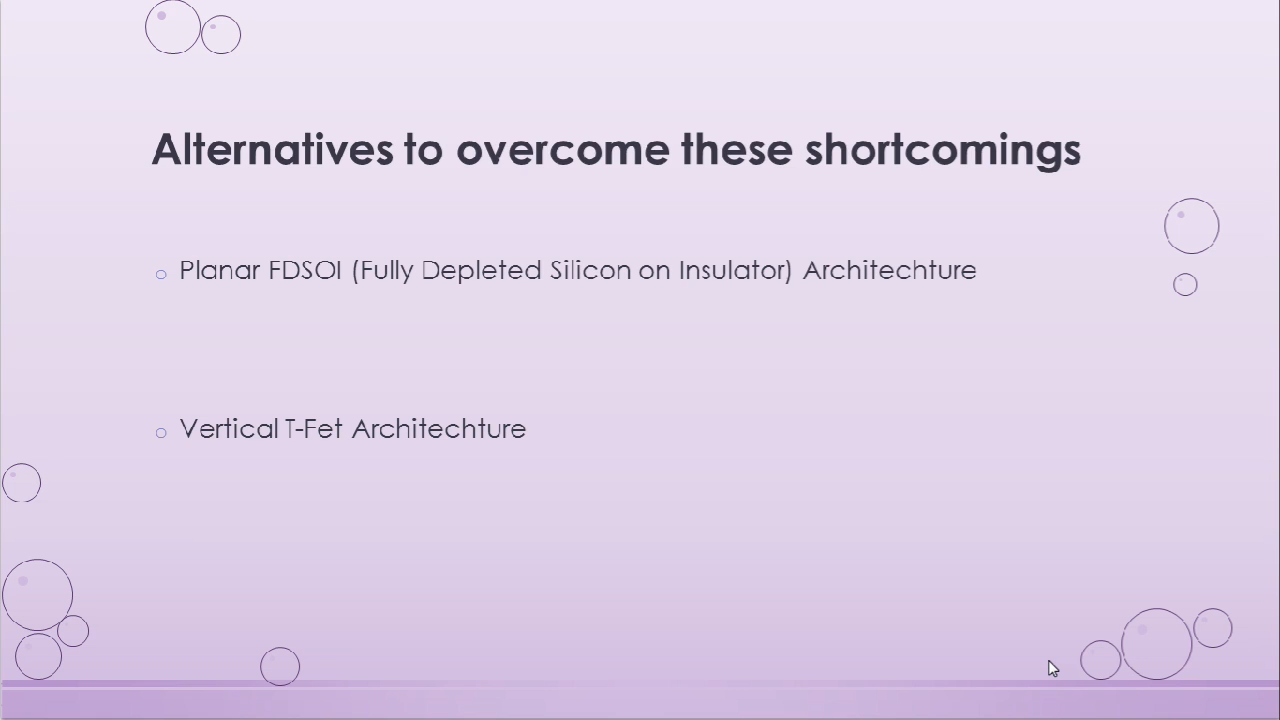 Alternatives to overcome these shortcomings
Planar FDSOI (Fully Depleted Silicon on Insulator) Architechture
Vertical T-Fet Architechture